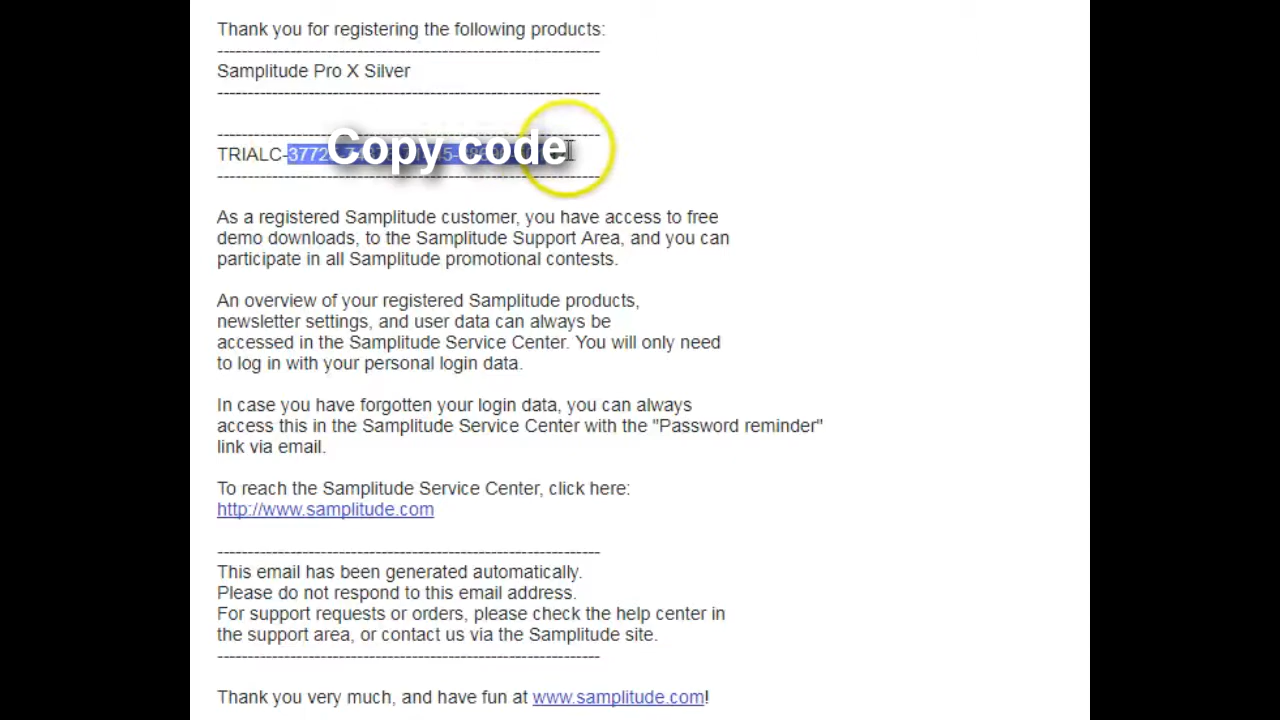 Thank you for registering the following products:
----------------------------------------------------------------
Samplitude Pro X Silver
----------------------------------------------------------------
----------------------------------------------------------------
TRIALC-
Copy code
----------------------------------------------------------------
As a registered Samplitude customer, you have access to free
demo downloads, to the Samplitude Support Area, and you can
participate in all Samplitude promotional contests.
An overview of your registered Samplitude products,
newsletter settings, and user data can always be
accessed in the Samplitude Service Center. You will only need
to log in with your personal login data.
In case you have forgotten your login data, you can always
access this in the Samplitude Service Center with the "Password reminder"
link via email.
To reach the Samplitude Service Center, click here:
http://www.samplitude.com
----------------------------------------------------------------
This email has been generated automatically.
Please do not respond to this email address.
For support requests or orders, please check the help center in
the support area, or contact us via the Samplitude site.
----------------------------------------------------------------
Thank you very much, and have fun at www.samplitude.com!